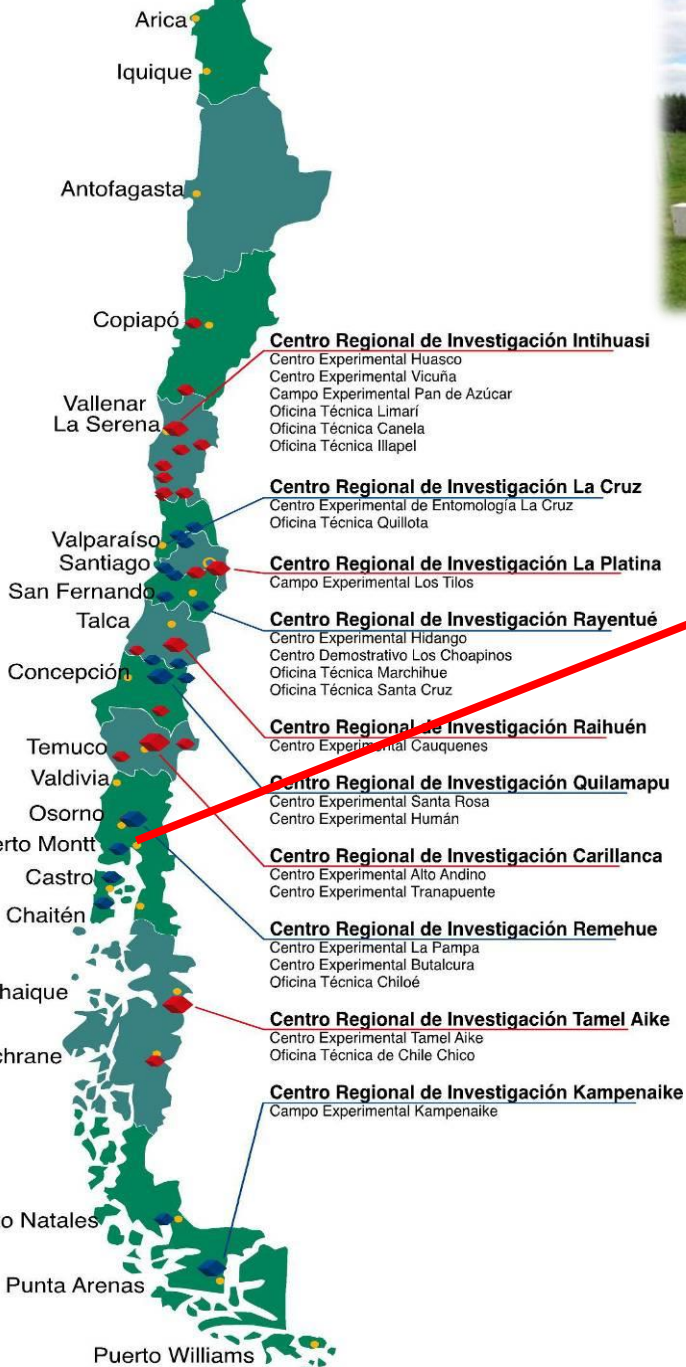 Arica
Iquique
Antofagasta
Copiapó
Vallenar
La Serena
Valparaíso
Santiago
San Fernando
Talca
Concepción
Temuco
Valdivia
Osorno
erto Montt
Castro
Chaitén
haique
chrane
to Natales
Punta Arenas
Puerto Williams
Centro Regional de Investigación Intihuasi
Centro Experimental Huasco
Centro Experimental Vicuña
Campo Experimental Pan de Azúcar
Oficina Técnica Limarí
Oficina Técnica Canela
Oficina Técnica Illapel
Centro Regional de Investigación La Cruz
Centro Experimental de Entomología La Cruz
Oficina Técnica Quillota
Centro Regional de Investigación La Platina
Campo Experimental Los Tilos
Centro Regional de Investigación Rayentué
Centro Experimental Hidango
Centro Demostrativo Los Choapinos
Oficina Técnica Marchihue
Oficina Técnica Santa Cruz
Centro Regional de Investigación Raihuén
Centro Experimental Cauquenes
Centro Regional de Investigación Quilamapu
Centro Experimental Santa Rosa
Centro Experimental Humán
Centro Regional de Investigación Carillanca
Centro Experimental Alto Andino
Centro Experimental Tranapuente
Centro Regional de Investigación Remehue
Centro Experimental La Pampa
Centro Experimental Butalcura
Oficina Técnica Chiloé
Centro Regional de Investigación Tamel Aike
Centro Experimental Tamel Aike
Oficina Técnica de Chile Chico
Centro Regional de Investigación Kampenaike
Campo Experimental Kampenaike